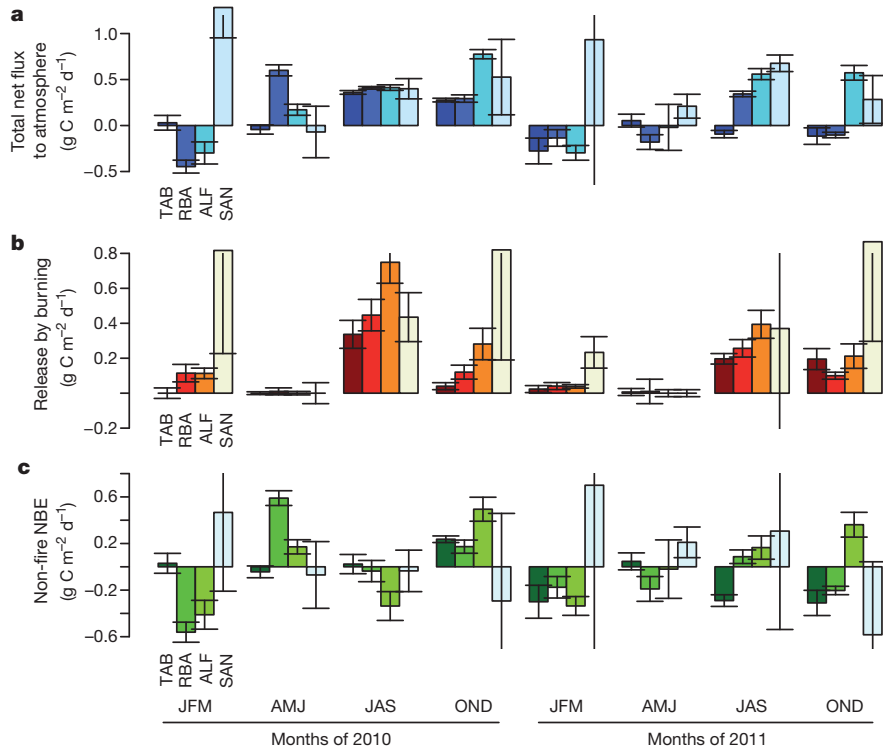 a
Total net flux
to atmosphere
(g C m⁻² d⁻¹)
1.0
0.5
0.0
−0.5
TAB
RBA
ALF
SAN
b
Release by burning
(g C m⁻² d⁻¹)
0.8
0.4
0.2
−0.2
TAB
RBA
ALF
SAN
c
Non-fire NBE
(g C m⁻² d⁻¹)
0.6
0.2
−0.2
−0.6
TAB
RBA
ALF
SAN
JFM AMJ JAS OND JFM AMJ JAS OND
Months of 2010 Months of 2011